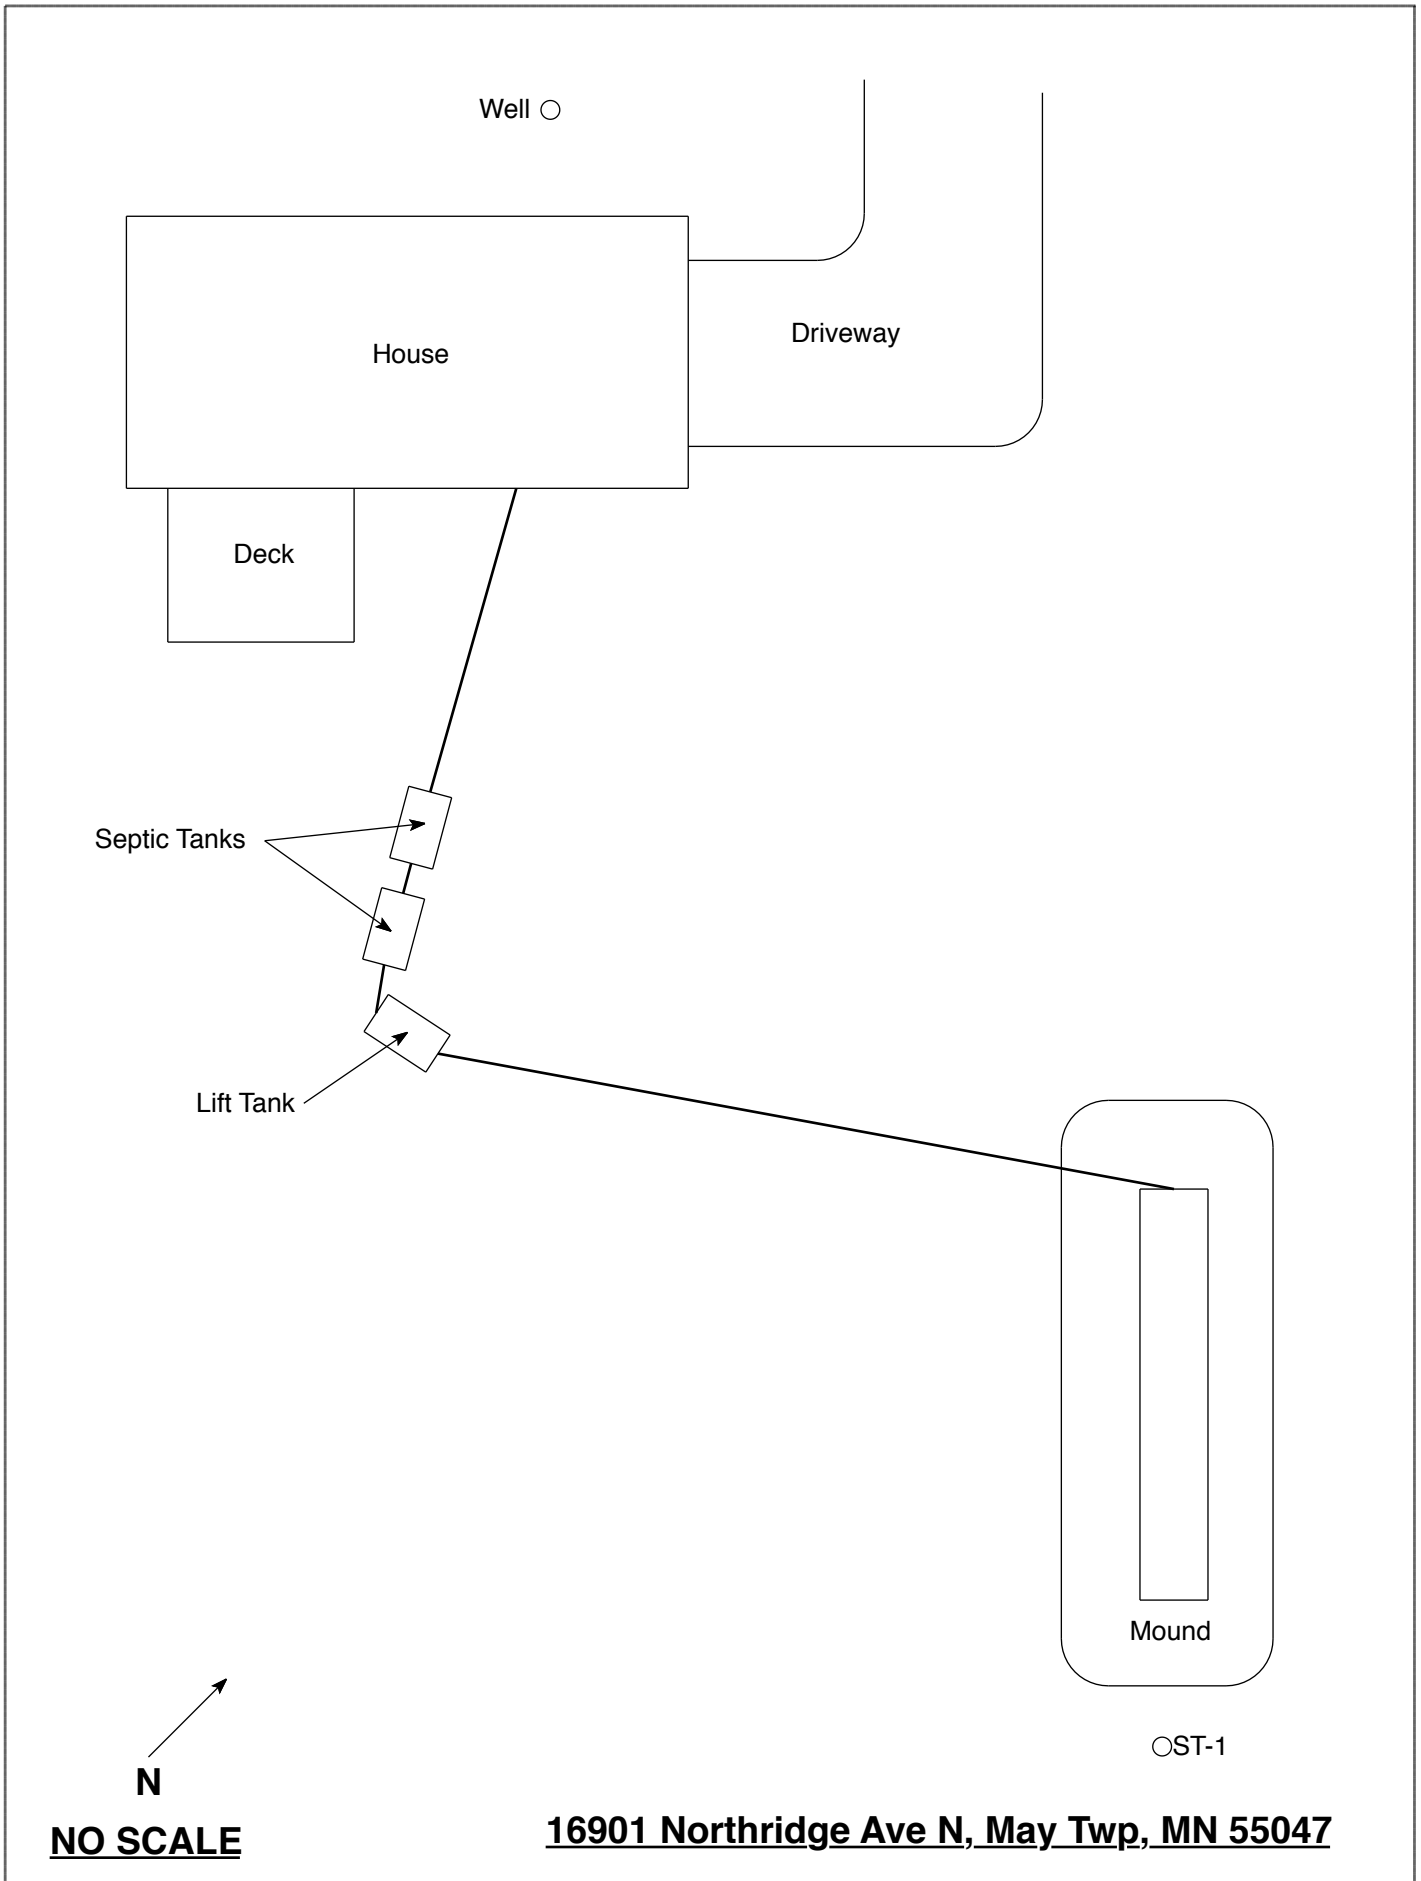 Well
Driveway
House
Deck
Septic Tanks
Lift Tank
Mound
ST-1
N
NO SCALE
16901 Northridge Ave N, May Twp, MN 55047